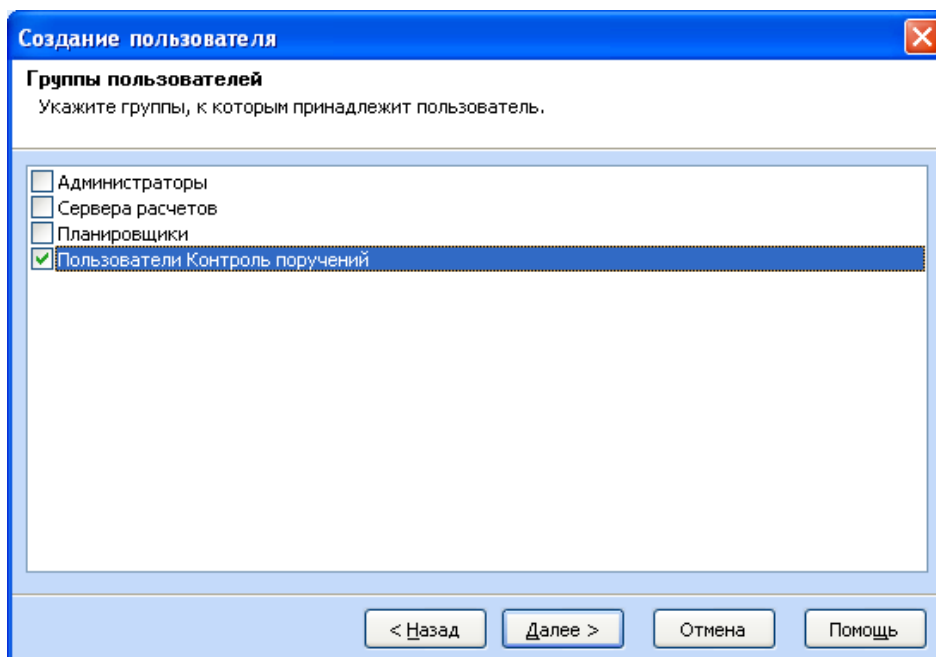 Создание пользователя
Группы пользователей
Укажите группы, к которым принадлежит пользователь.
Администраторы
Сервера расчетов
Планировщики
Пользователи Контроль поручений
< Назад Далее > Отмена Помощь